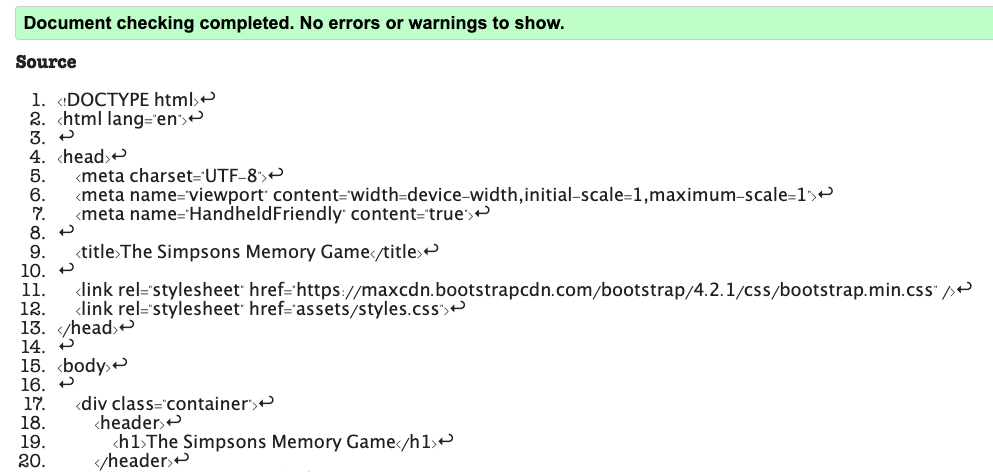 Document checking completed. No errors or warnings to show.
Source
1. <!DOCTYPE html>↩
2. <html lang="en">↩
3. ↩
4. <head>↩
5. <meta charset="UTF-8">↩
6. <meta name="viewport" content="width=device-width,initial-scale=1,maximum-scale=1">↩
7. <meta name="HandheldFriendly" content="true">↩
8. ↩
9. <title>The Simpsons Memory Game</title>↩
10. ↩
11. <link rel="stylesheet" href="https://maxcdn.bootstrapcdn.com/bootstrap/4.2.1/css/bootstrap.min.css" />↩
12. <link rel="stylesheet" href="assets/styles.css">↩
13. </head>↩
14. ↩
15. <body>↩
16. ↩
17. <div class="container">↩
18. <header>↩
19. <h1>The Simpsons Memory Game</h1>↩
20. </header>↩